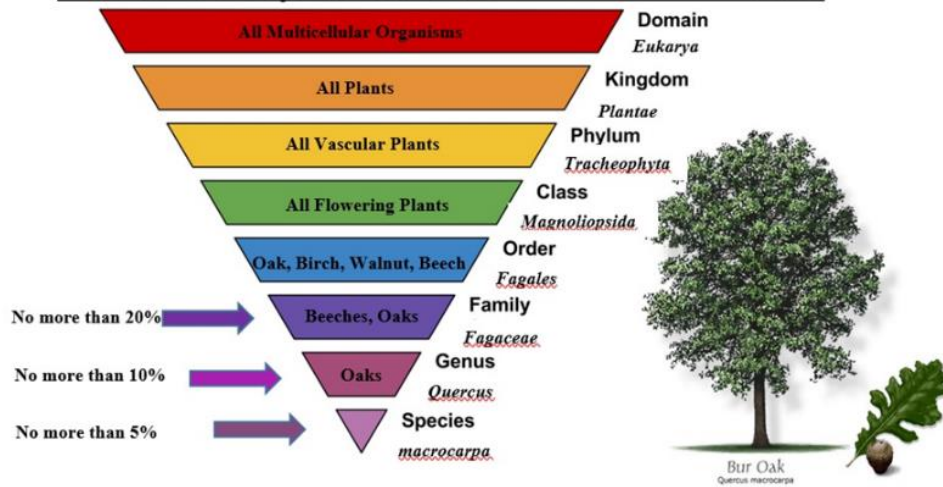 All Multicellular Organisms
Domain
Eukarya
All Plants
Kingdom
Plantae
All Vascular Plants
Phylum
Tracheophyta
All Flowering Plants
Class
Magnoliopsida
Oak, Birch, Walnut, Beech
Order
Fagales
No more than 20%
Beeches, Oaks
Family
Fagaceae
No more than 10%
Oaks
Genus
Quercus
No more than 5%
Species
macrocarpa
Bur Oak
Quercus macrocarpa